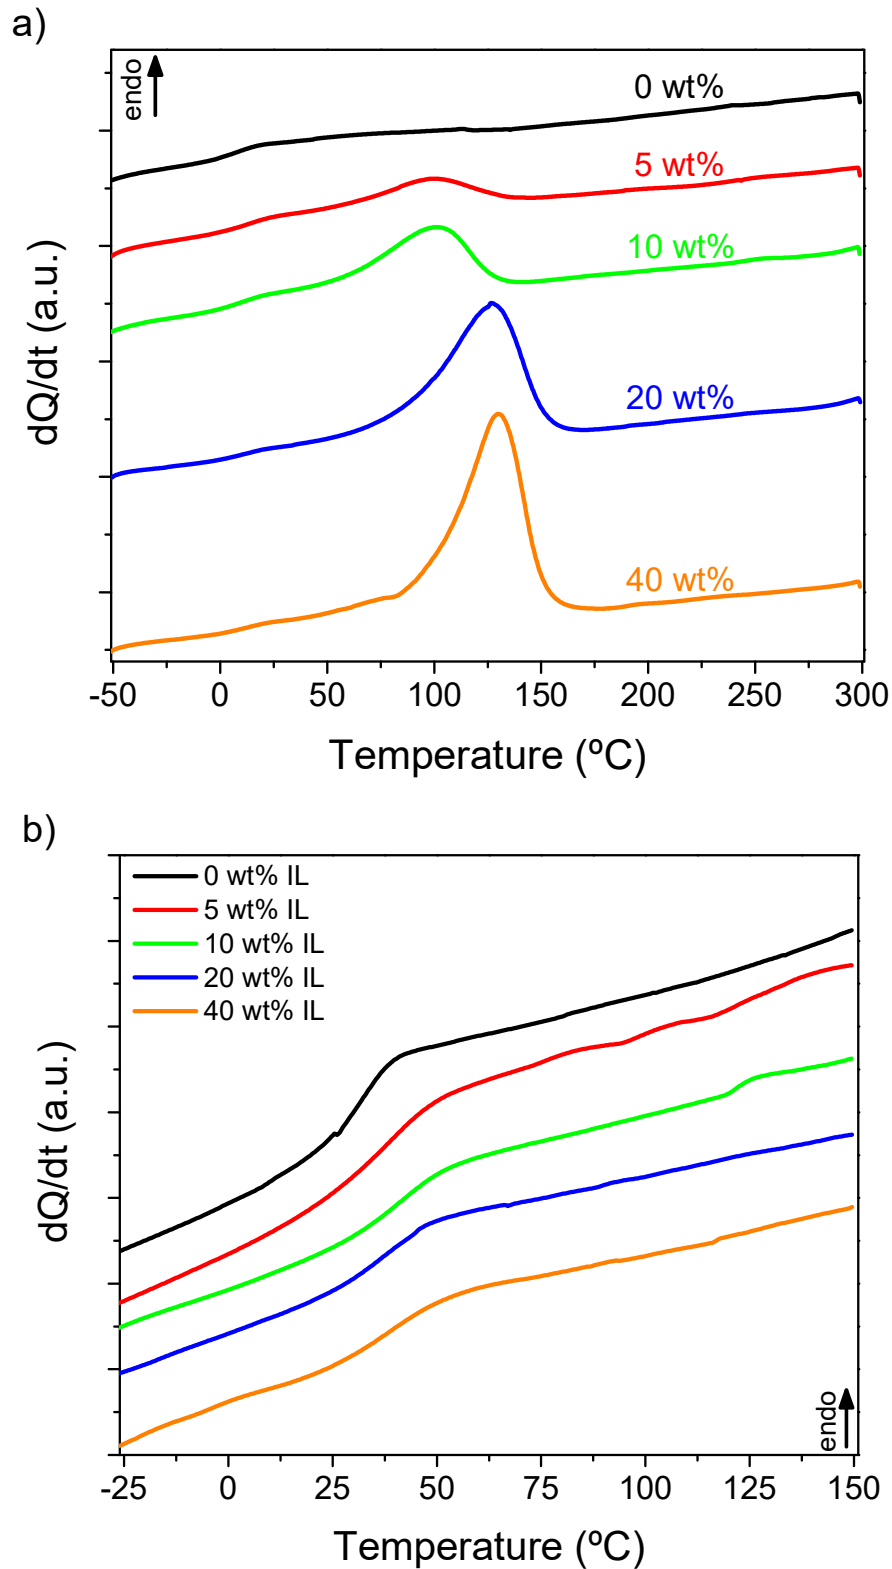 a)
endo
0 wt%
5 wt%
10 wt%
20 wt%
40 wt%
dQ/dt (a.u.)
-50 0 50 100 150 200 250 300
Temperature (ºC)
b)
0 wt% IL
5 wt% IL
10 wt% IL
20 wt% IL
40 wt% IL
dQ/dt (a.u.)
endo
-25 0 25 50 75 100 125 150
Temperature (ºC)